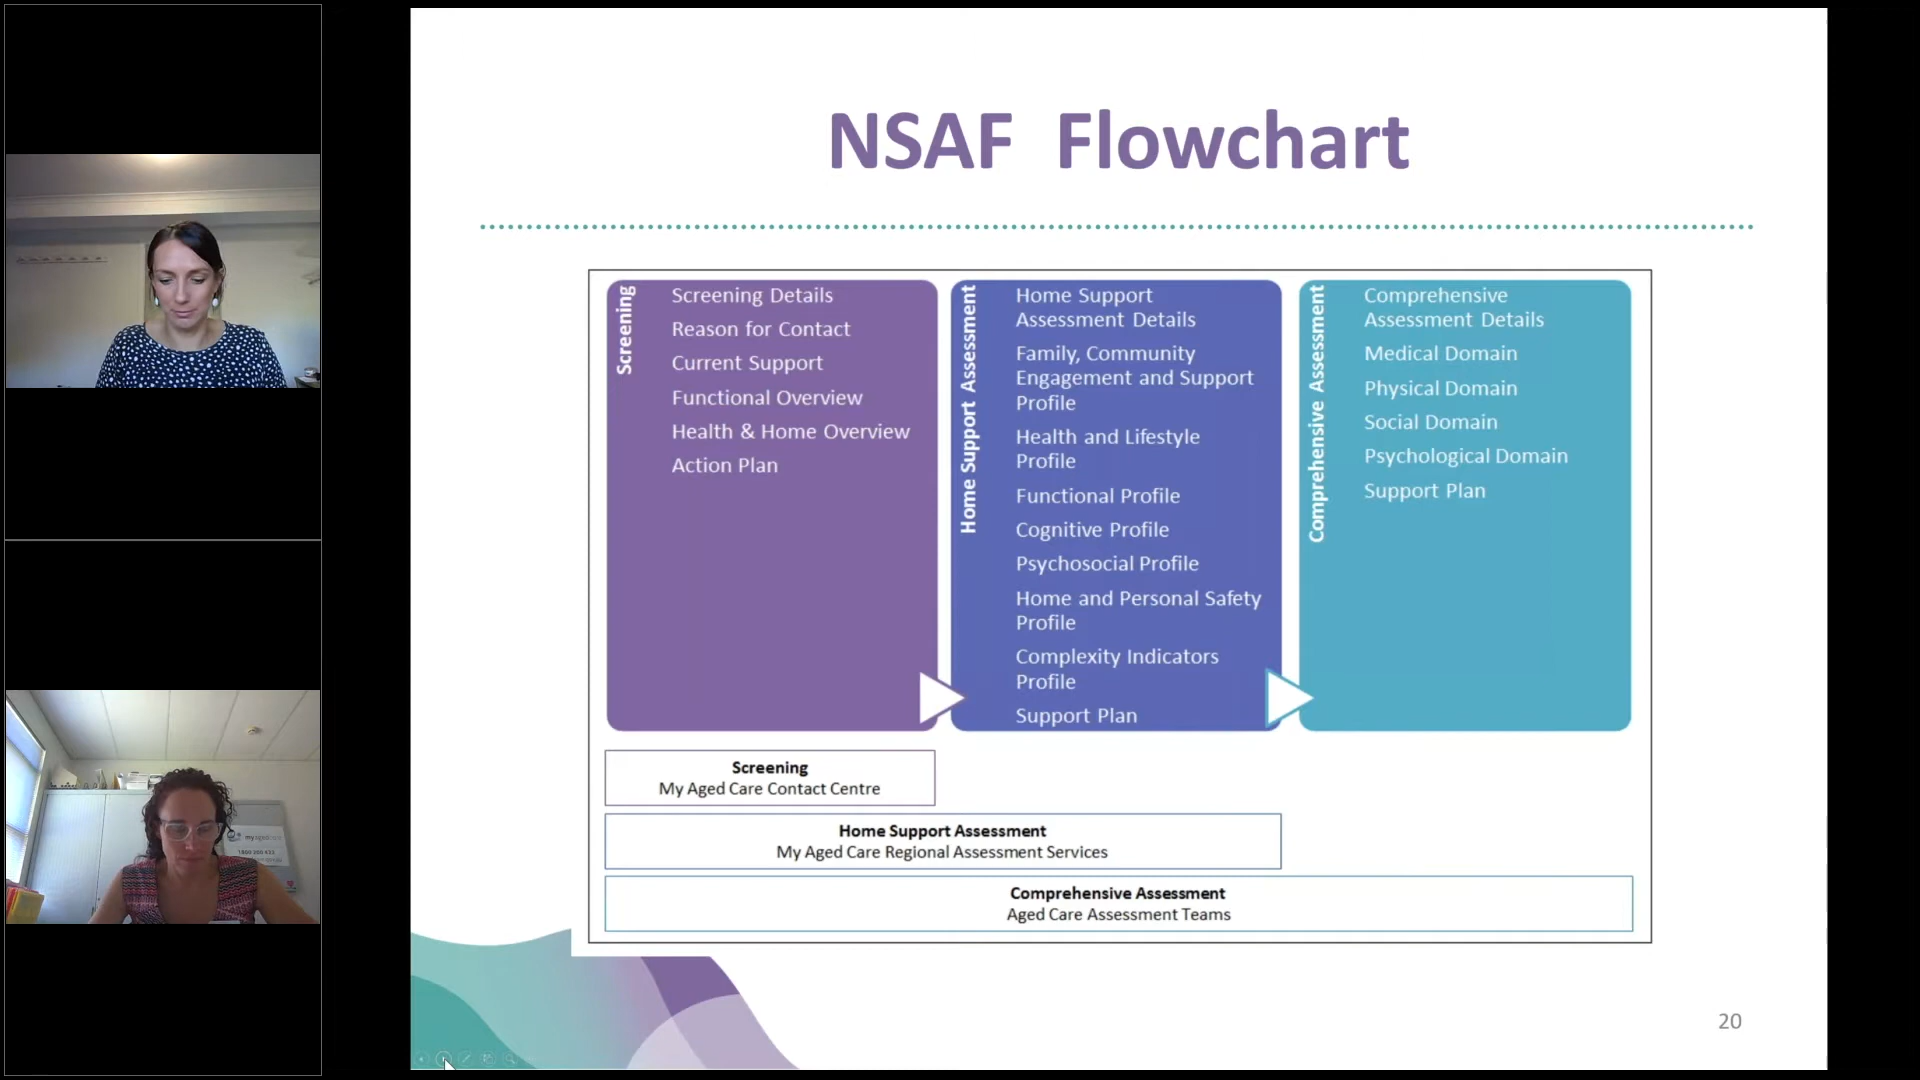 NSAF Flowchart
Screening
Screening Details
Reason for Contact
Current Support
Functional Overview
Health & Home Overview
Action Plan
Home Support Assessment
Home Support
Assessment Details
Family, Community
Engagement and Support
Profile
Health and Lifestyle
Profile
Functional Profile
Cognitive Profile
Psychosocial Profile
Home and Personal Safety
Profile
Complexity Indicators
Profile
Support Plan
Comprehensive Assessment
Comprehensive
Assessment Details
Medical Domain
Physical Domain
Social Domain
Psychological Domain
Support Plan
Screening
My Aged Care Contact Centre
Home Support Assessment
My Aged Care Regional Assessment Services
Comprehensive Assessment
Aged Care Assessment Teams
20